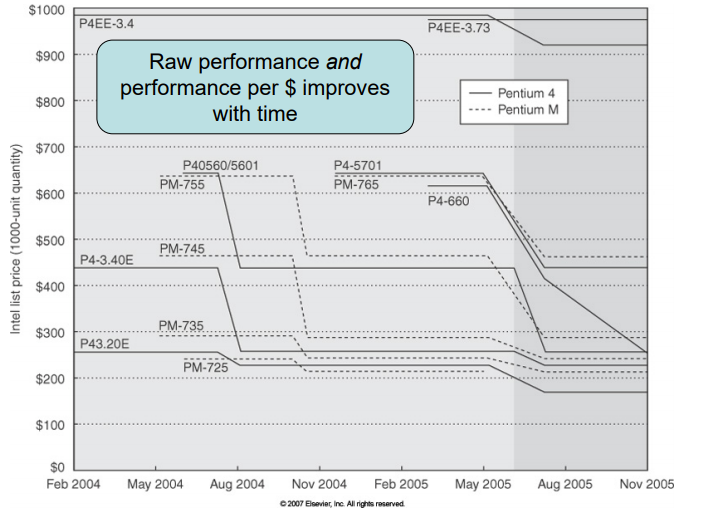 $1000
P4EE-3.4
P4EE-3.73
$900
Raw performance and
performance per $ improves
with time
$800
Pentium 4
Pentium M
$700
P40560/5601
P4-5701
PM-755
PM-765
$600
P4-660
$500
PM-745
P4-3.40E
$400
PM-735
$300
P43.20E
PM-725
$200
$100
$0
Intel list price (1000-unit quantity)
Feb 2004 May 2004 Aug 2004 Nov 2004 Feb 2005 May 2005 Aug 2005 Nov 2005
© 2007 Elsevier, Inc. All rights reserved.